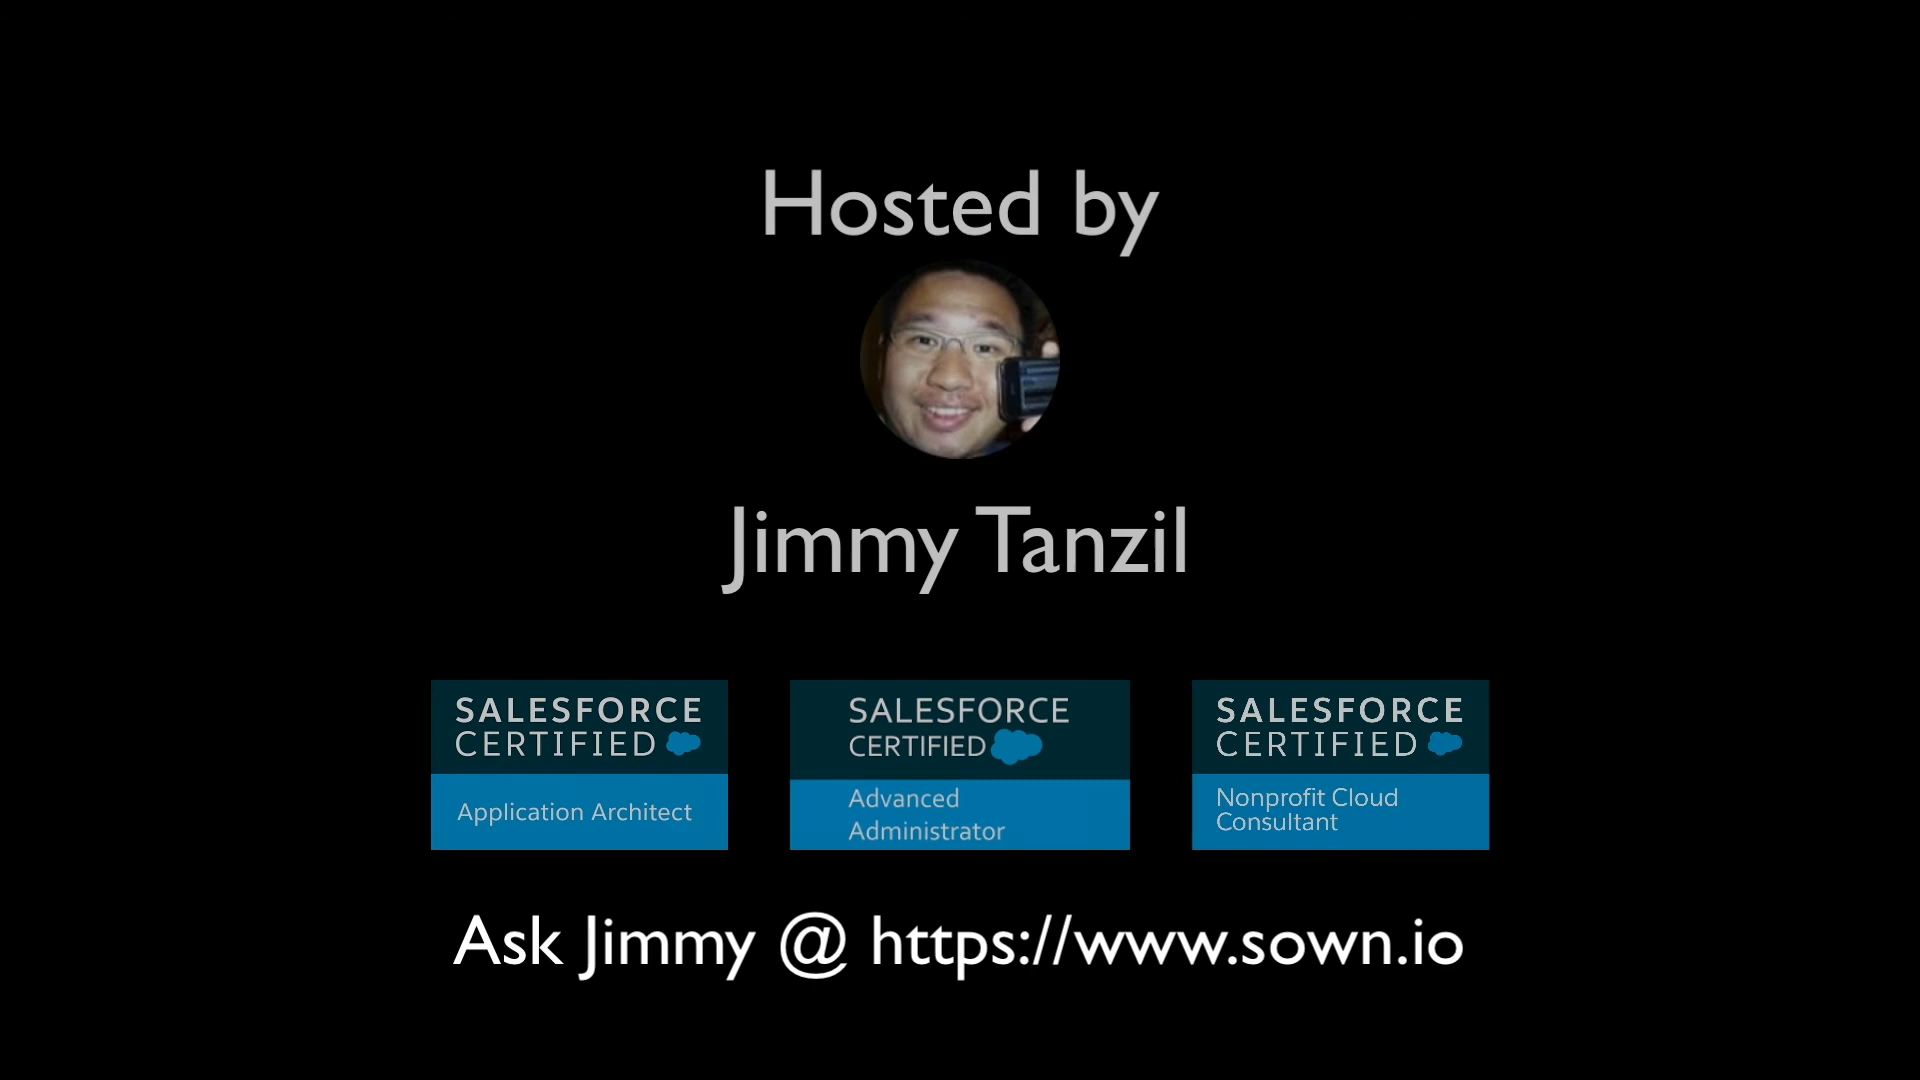 Hosted by
Jimmy Tanzil
SALESFORCE
CERTIFIED
Application Architect
SALESFORCE
CERTIFIED
Advanced
Administrator
SALESFORCE
CERTIFIED
Nonprofit Cloud
Consultant
Ask Jimmy @ https://www.sown.io